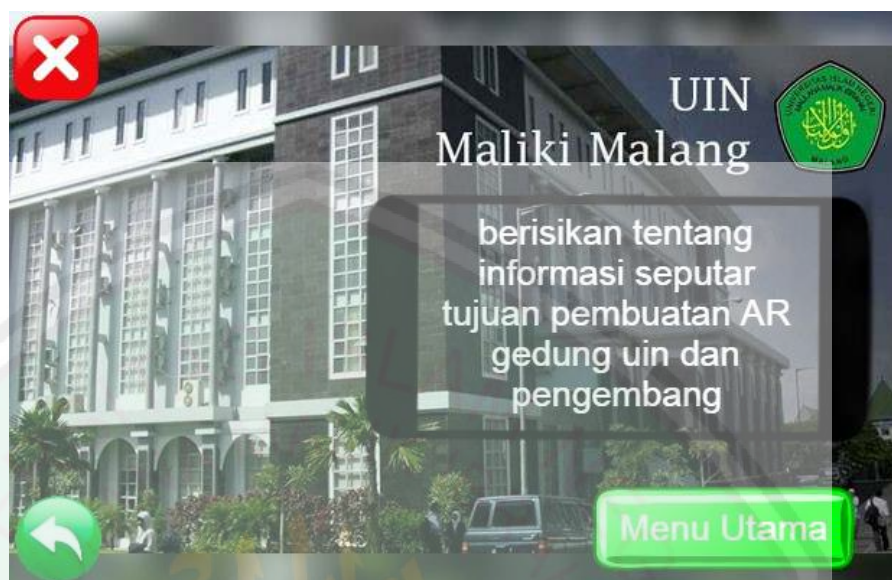 UIN
Maliki Malang
berisikan tentang
informasi seputar
tujuan pembuatan AR
gedung uin dan
pengembang
Menu Utama